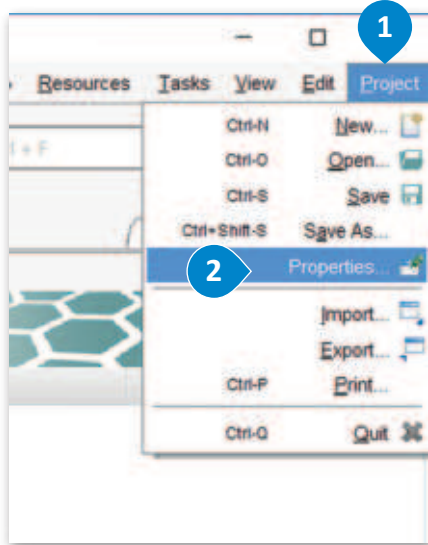 1
Resources Tasks View Edit Project
+ F
Ctrl-N New...
Ctrl-O Open...
Ctrl-S Save
Ctrl+Shift-S Save As...
2 Properties...
Import...
Export...
Ctrl-P Print...
Ctrl-Q Quit